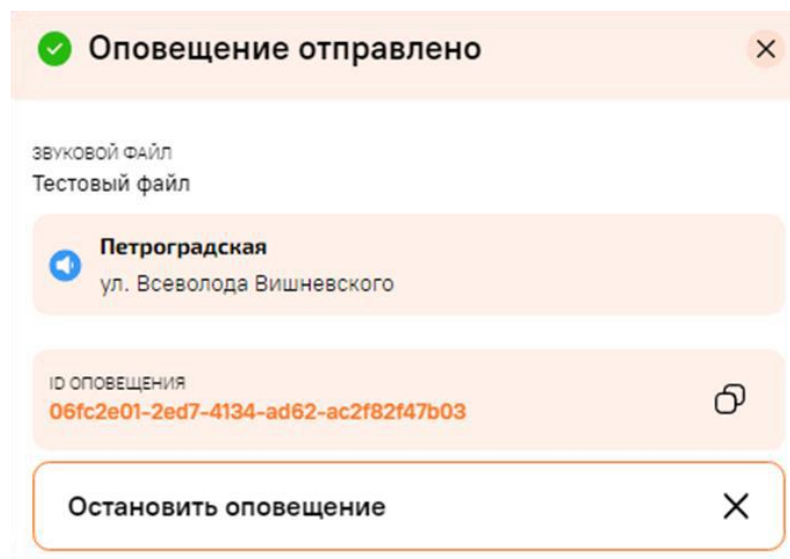 Оповещение отправлено
ЗВУКОВОЙ ФАЙЛ
Тестовый файл
Петроградская
ул. Всеволода Вишневского
ID ОПОВЕЩЕНИЯ
06fc2e01-2ed7-4134-ad62-ac2f82f47b03
Остановить оповещение